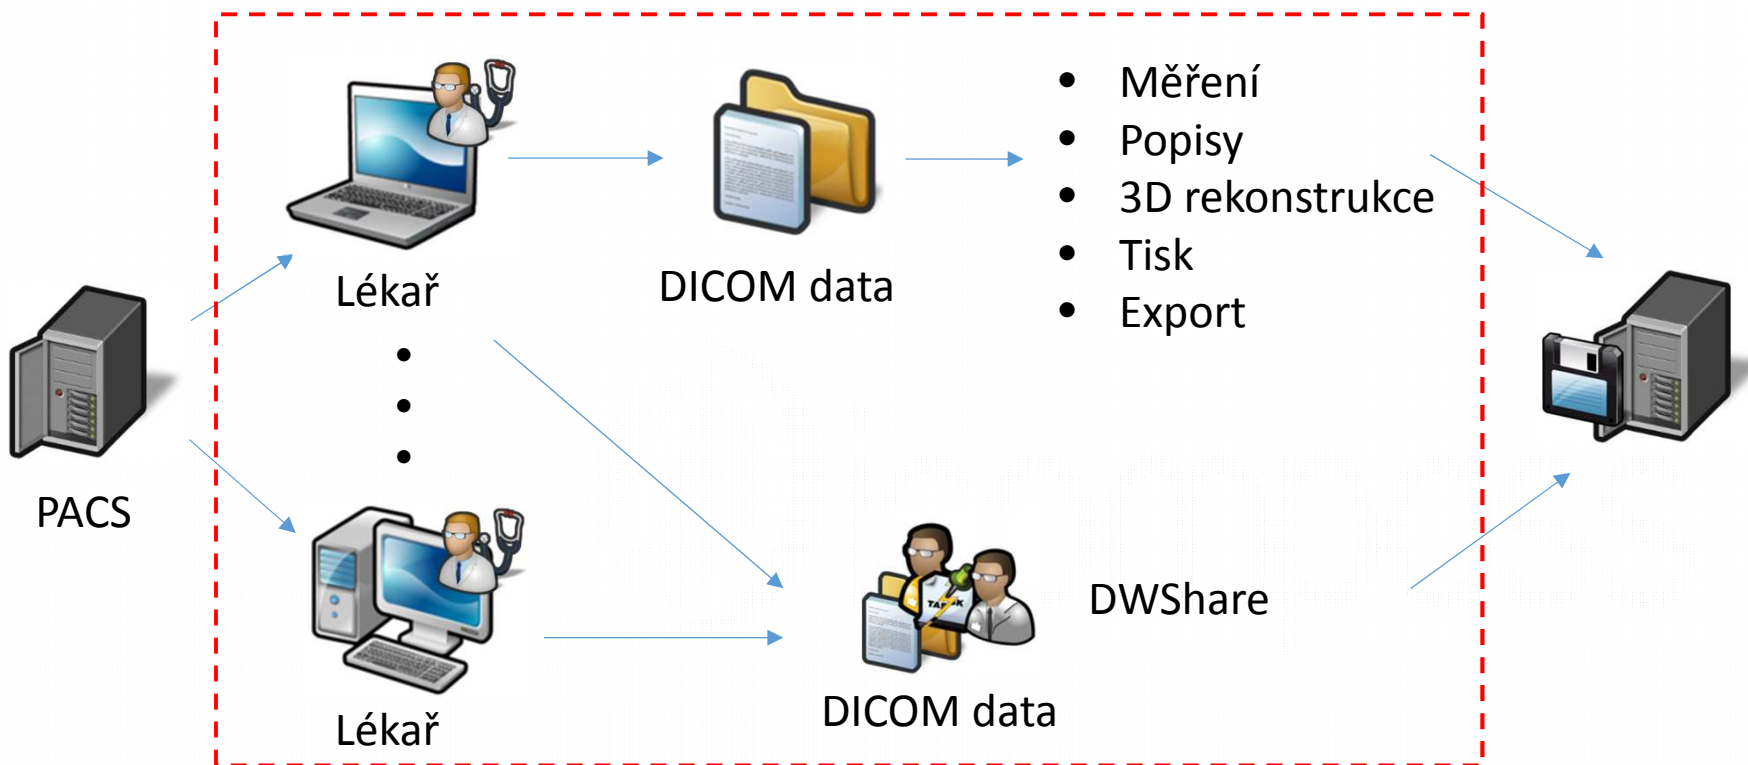 Měření
Popisy
3D rekonstrukce
Tisk
Export
Lékař
DICOM data
PACS
DWShare
DICOM data
Lékař